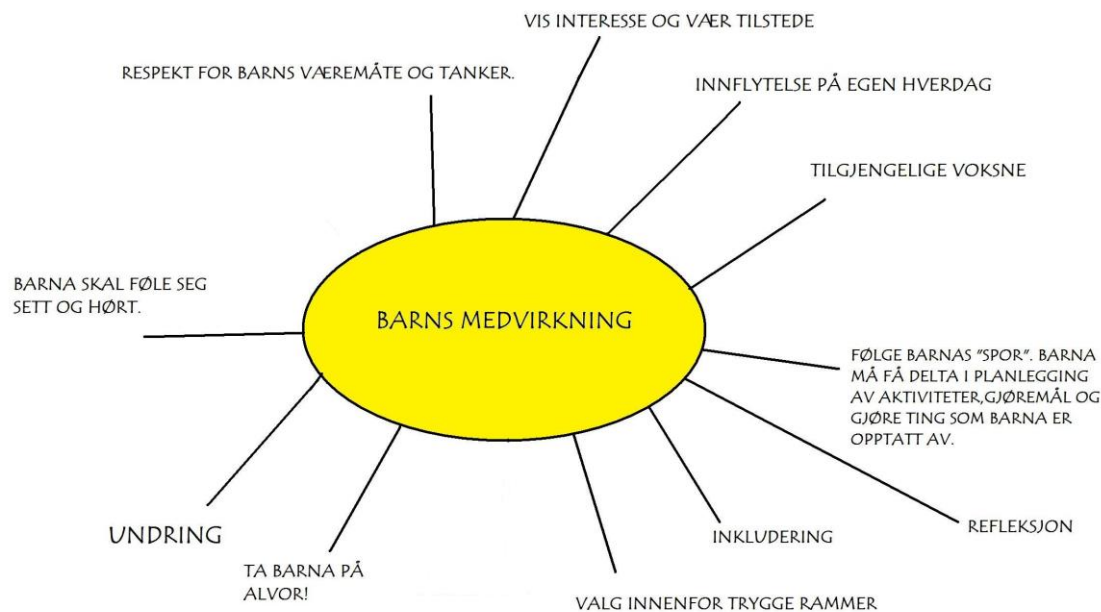 VIS INTERESSE OG VÆR TILSTEDE
RESPEKT FOR BARNS VÆREMÅTE OG TANKER.
INNFLYTELSE PÅ EGEN HVERDAG
TILGJENGELIGE VOKSNE
BARNA SKAL FØLE SEG
SETT OG HØRT.
BARNS MEDVIRKNING
FØLGE BARNAS "SPOR". BARNA
MÅ FÅ DELTA I PLANLEGGING
AV AKTIVITETER,GJØREMÅL OG
GJØRE TING SOM BARNA ER
OPPTATT AV.
UNDRING
TA BARNA PÅ
ALVOR!
VALG INNENFOR TRYGGE RAMMER
INKLUDERING
REFLEKSJON